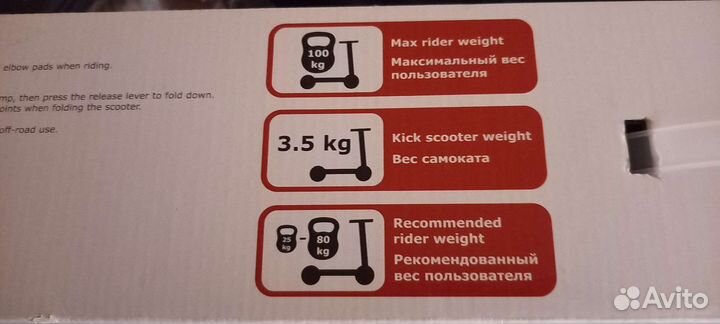 elbow pads when riding.
mp, then press the release lever to fold down.
oints when folding the scooter.
off-road use.
100
kg
Max rider weight
Максимальный вес
пользователя
3.5 kg
Kick scooter weight
Вес самоката
25
kg
-
80
kg
Recommended
rider weight
Рекомендованный
вес пользователя
Avito